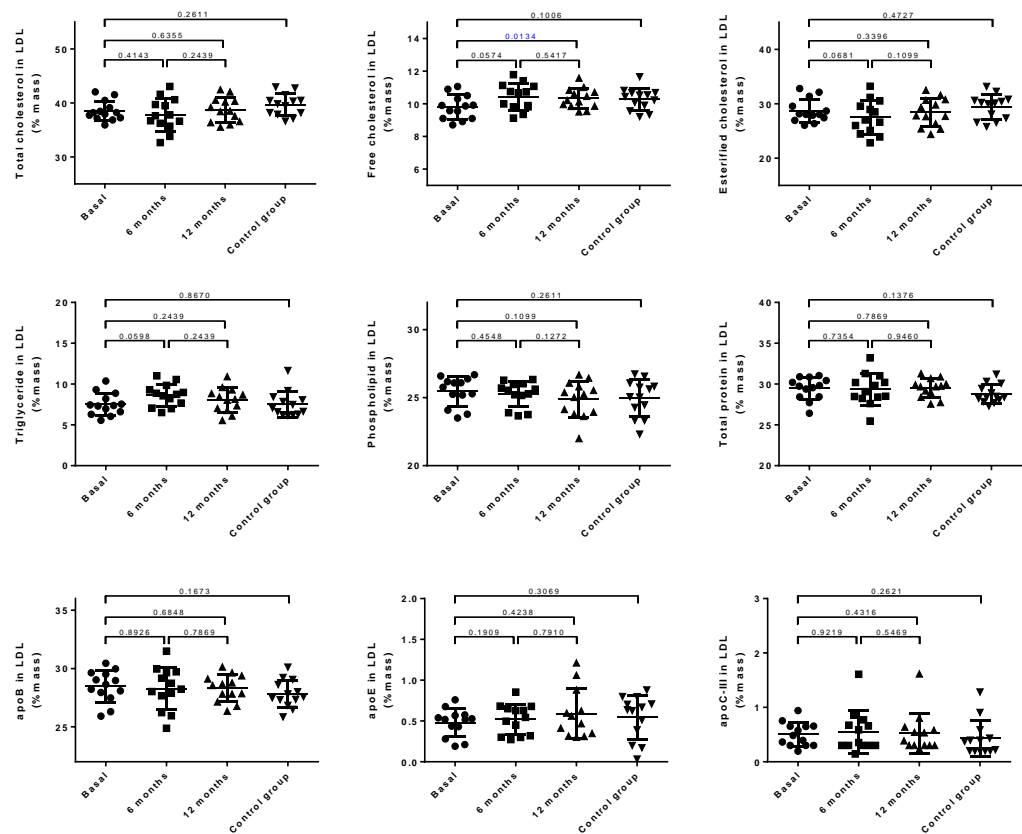 Total cholesterol in LDL
(% mass)
50
40
30
0.2611
0.6355
0.4143
0.2439
Basal
6 months
12 months
Control group
Free cholesterol in LDL
(% mass)
14
12
10
8
6
0.1006
0.0134
0.0574
0.5417
Basal
6 months
12 months
Control group
Esterified cholesterol in LDL
(% mass)
40
30
20
0.4727
0.3396
0.0681
0.1099
Basal
6 months
12 months
Control group
Triglyceride in LDL
(% mass)
20
15
10
5
0
0.8670
0.2439
0.0598
0.2439
Basal
6 months
12 months
Control group
Phospholipid in LDL
(% mass)
30
25
20
0.2611
0.1099
0.4548
0.1272
Basal
6 months
12 months
Control group
Total protein in LDL
(% mass)
40
35
30
25
20
0.1376
0.7869
0.7354
0.9460
Basal
6 months
12 months
Control group
apoB in LDL
(% mass)
35
30
25
0.1673
0.6848
0.8926
0.7869
Basal
6 months
12 months
Control group
apoE in LDL
(% mass)
2.0
1.5
1.0
0.5
0.0
0.3069
0.4238
0.1909
0.7910
Basal
6 months
12 months
Control group
apoC-III in LDL
(% mass)
3
2
1
0
0.2621
0.4316
0.9219
0.5469
Basal
6 months
12 months
Control group